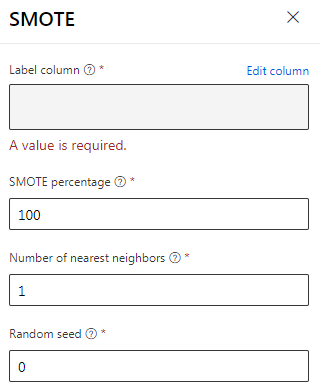 SMOTE
Label column * Edit column
A value is required.
SMOTE percentage *
100
Number of nearest neighbors *
1
Random seed *
0